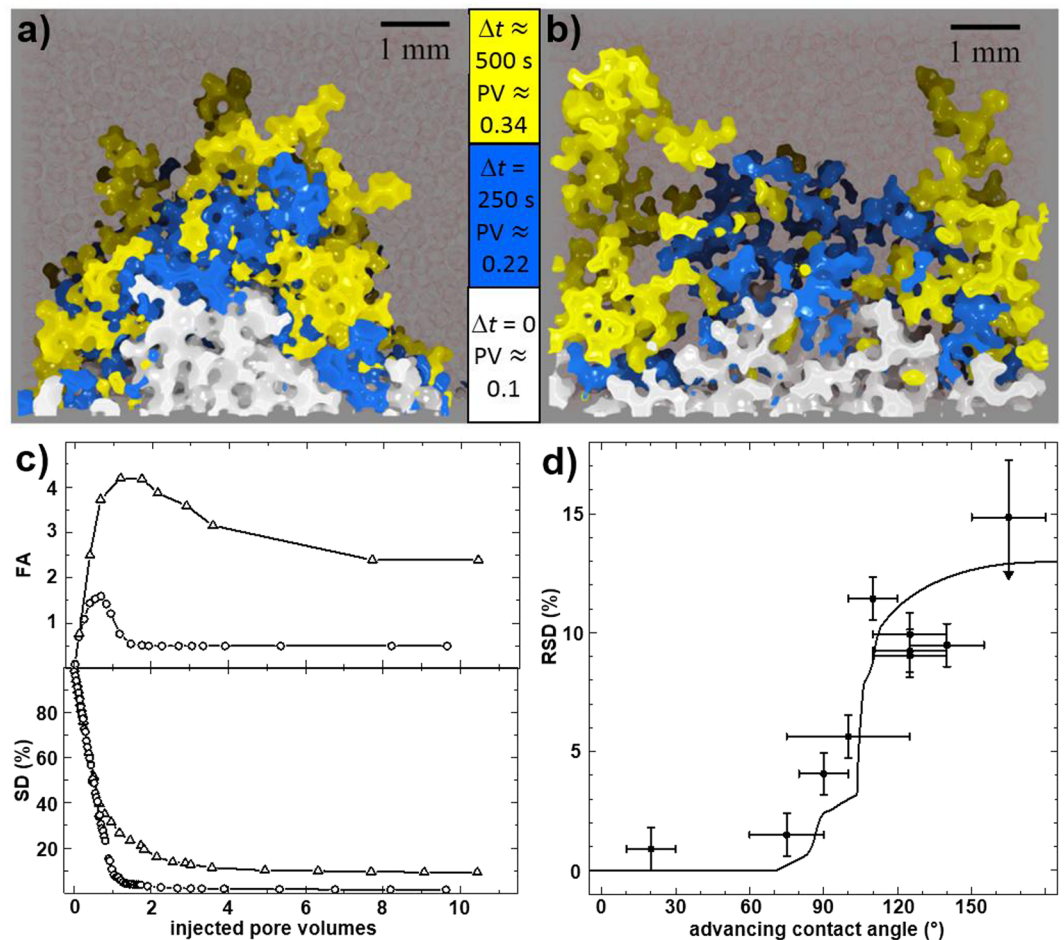 a)
1 mm
Δt ≈
500 s
PV ≈
0.34
Δt =
250 s
PV ≈
0.22
Δt = 0
PV ≈
0.1
b)
1 mm
c)
4
3
2
1
FA
80
60
40
20
SD (%)
0 2 4 6 8 10
injected pore volumes
d)
15
10
5
0
RSD (%)
0 30 60 90 120 150
advancing contact angle (°)